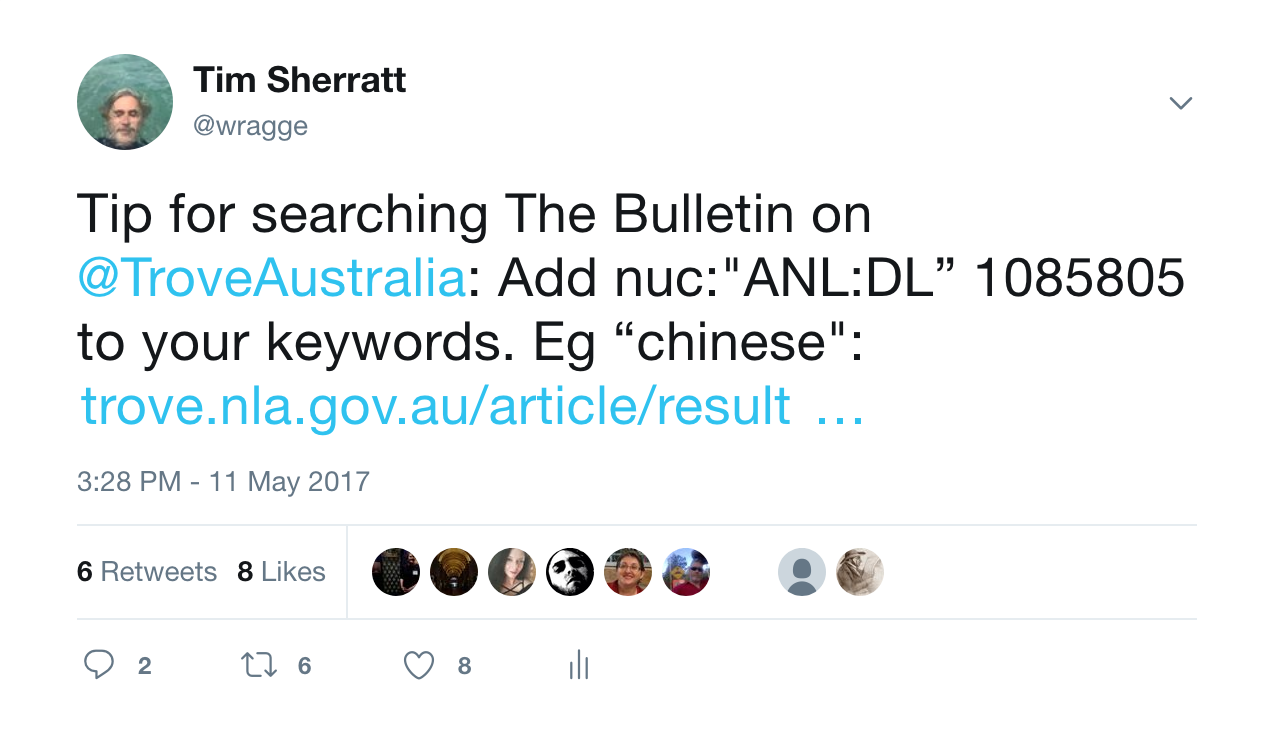 Tim Sherratt
@wragge
Tip for searching The Bulletin on
@TroveAustralia: Add nuc:"ANL:DL” 1085805
to your keywords. Eg “chinese":
trove.nla.gov.au/article/result …
3:28 PM - 11 May 2017
6 Retweets 8 Likes
2 6 8